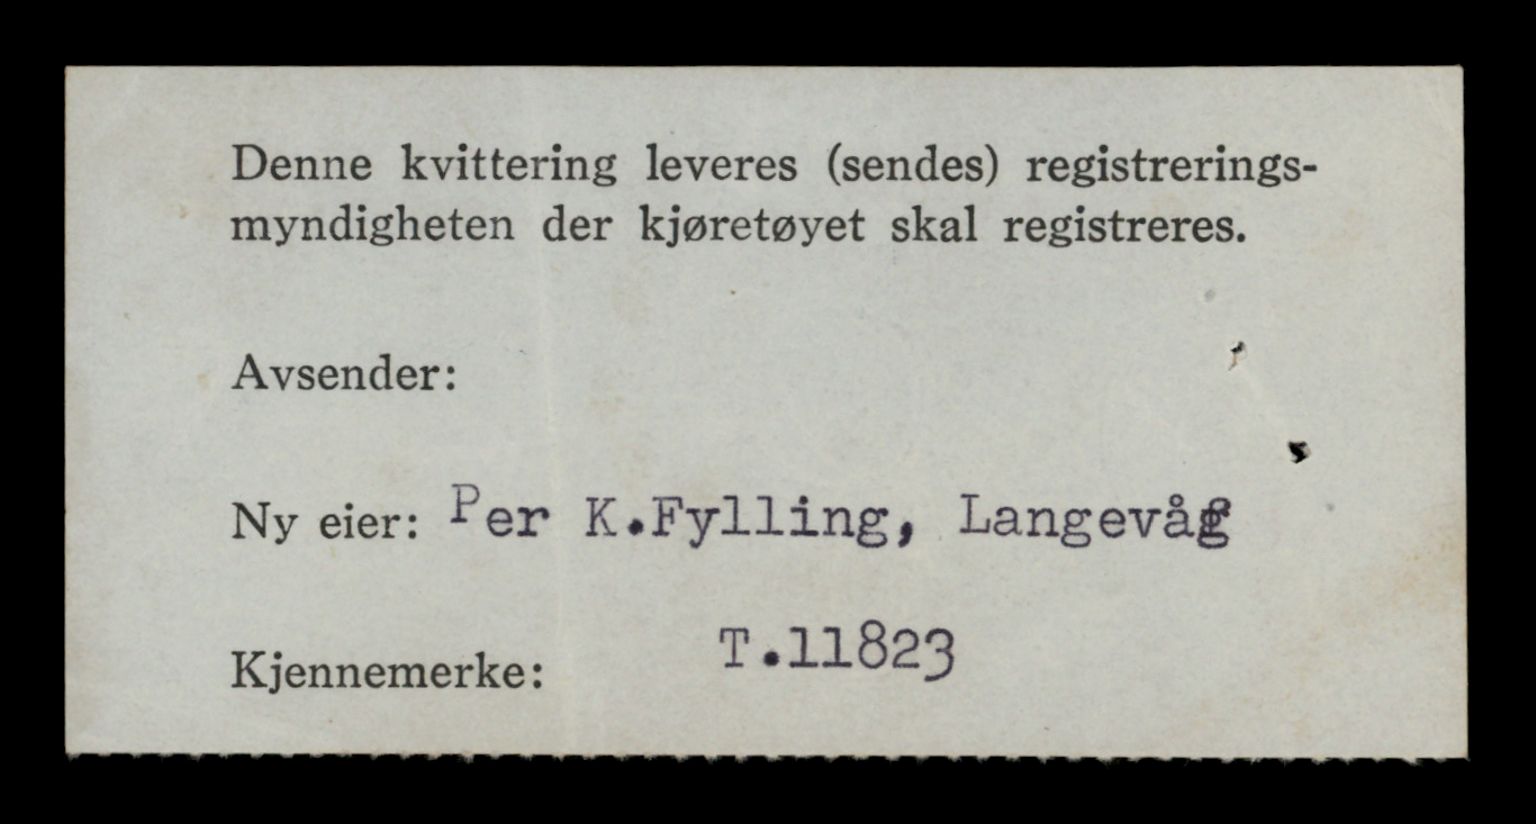 Denne kvittering leveres (sendes) registrerings-
myndigheten der kjøretøyet skal registreres.
Avsender:
Ny eier: Per K.Fylling, Langevåg
Kjennemerke: T.11823